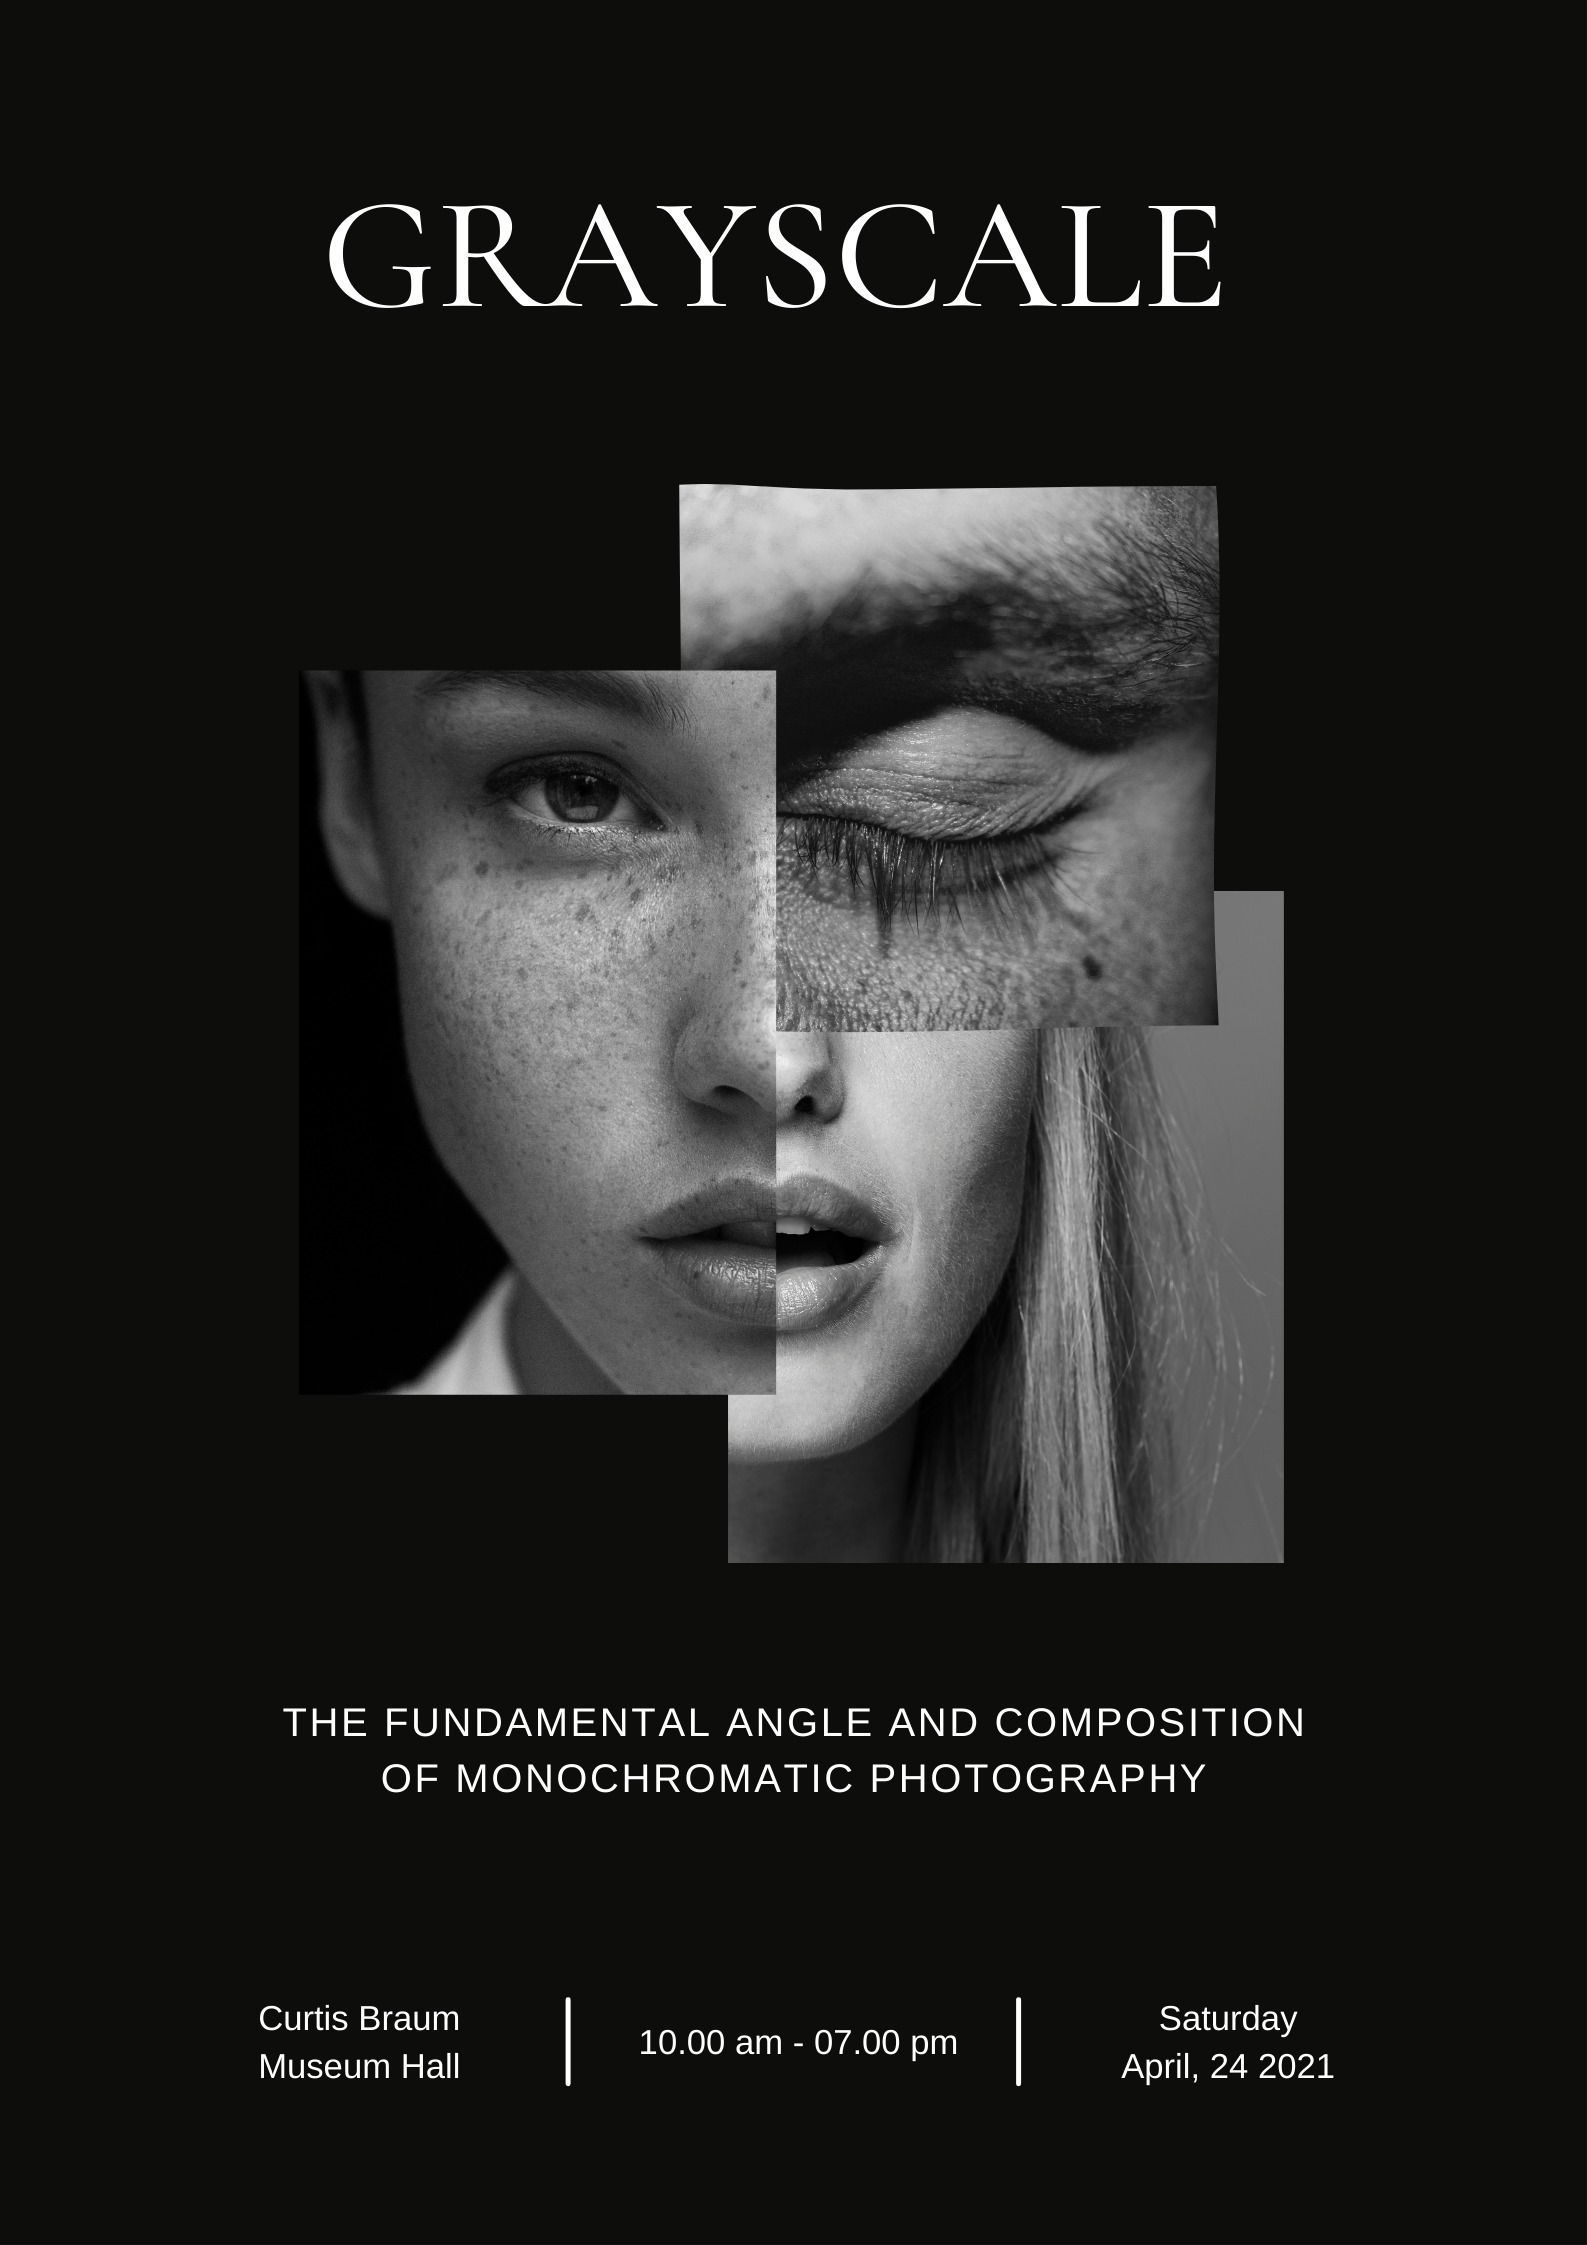 GRAYSCALE
THE FUNDAMENTAL ANGLE AND COMPOSITION
OF MONOCHROMATIC PHOTOGRAPHY
Curtis Braum
Museum Hall
10.00 am - 07.00 pm
Saturday
April, 24 2021